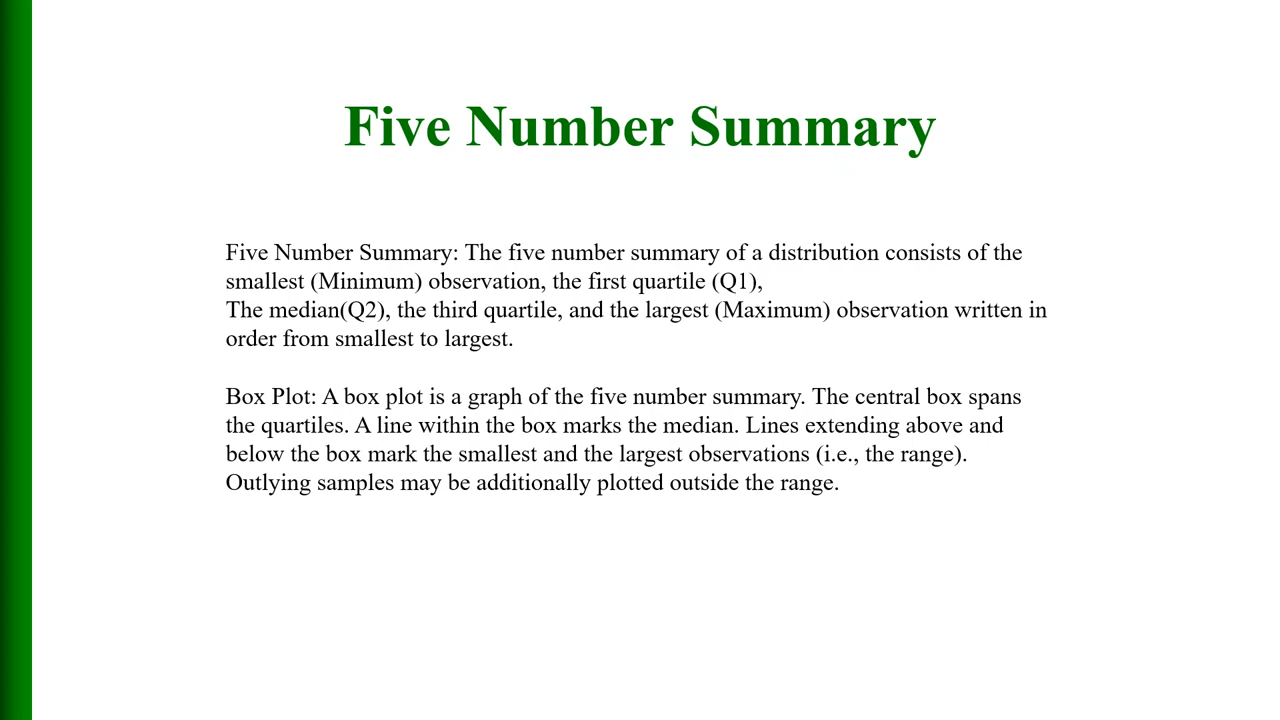 Five Number Summary
Five Number Summary: The five number summary of a distribution consists of the
smallest (Minimum) observation, the first quartile (Q1),
The median(Q2), the third quartile, and the largest (Maximum) observation written in
order from smallest to largest.
Box Plot: A box plot is a graph of the five number summary. The central box spans
the quartiles. A line within the box marks the median. Lines extending above and
below the box mark the smallest and the largest observations (i.e., the range).
Outlying samples may be additionally plotted outside the range.